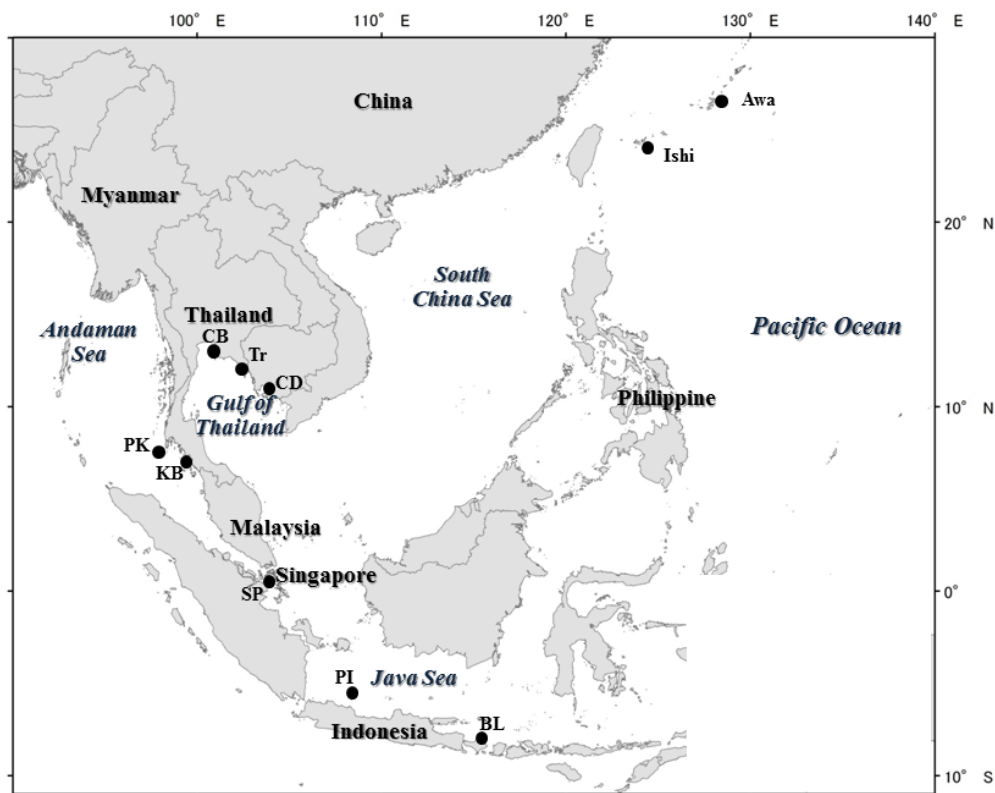 100° E
110° E
120° E
130° E
140° E
China
Awa
Ishi
Myanmar
20° N
South
China Sea
Thailand
CB
Andaman
Sea
Pacific Ocean
Tr
CD
Gulf of
Thailand
Philippine
10° N
PK
KB
Malaysia
Singapore
SP
0°
PI
Java Sea
BL
Indonesia
10° S